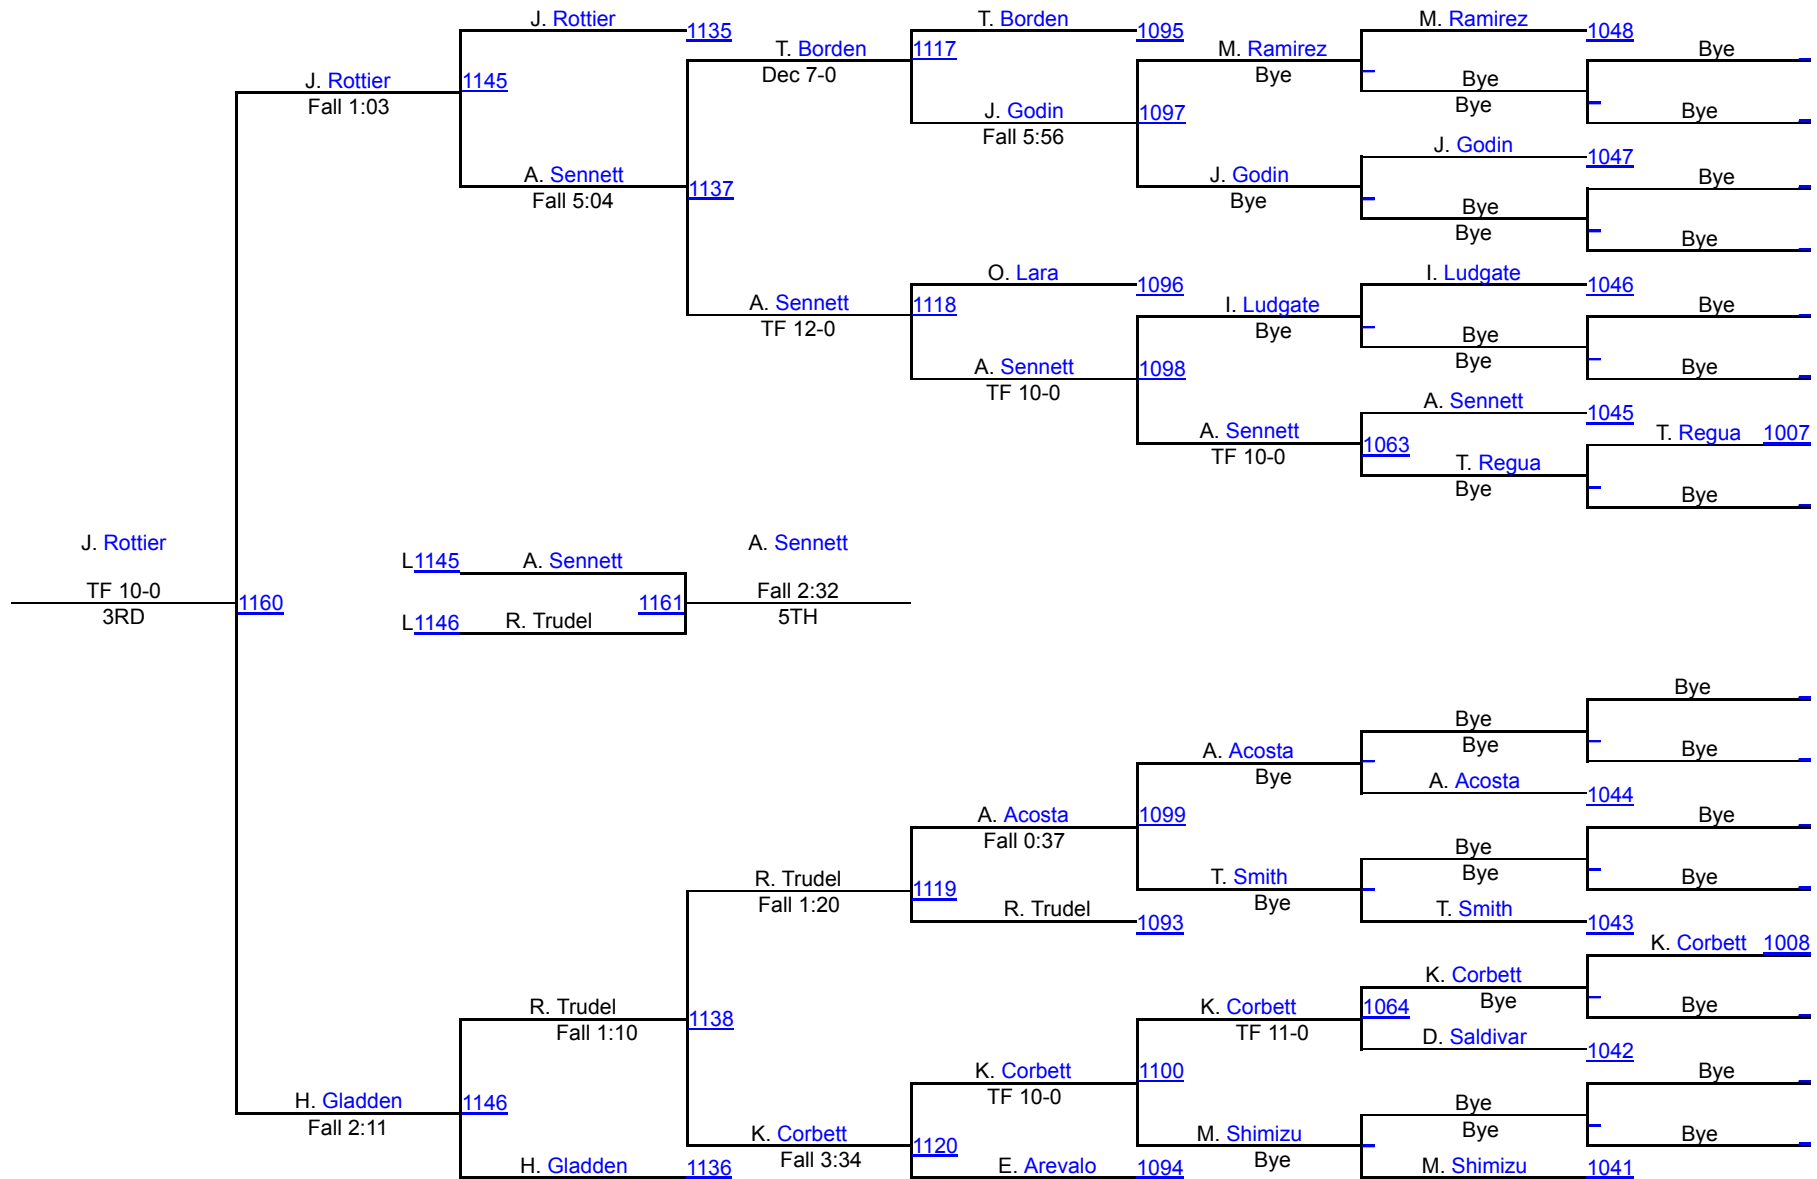 J. Rottier
1135
T. Borden
1095
M. Ramirez
1048
T. Borden
1117
M. Ramirez
Bye
J. Rottier
1145
Dec 7-0
Bye
Bye
Fall 1:03
Bye
Bye
J. Godin
1097
Fall 5:56
J. Godin
1047
A. Sennett
1137
J. Godin
Bye
Fall 5:04
Bye
Bye
Bye
Bye
O. Lara
1096
I. Ludgate
1046
A. Sennett
1118
I. Ludgate
Bye
TF 12-0
Bye
Bye
Bye
A. Sennett
1098
Bye
TF 10-0
A. Sennett
1045
A. Sennett
1063
T. Regua 1007
TF 10-0
T. Regua
Bye
Bye
J. Rottier
A. Sennett
L1145
A. Sennett
TF 10-0
1160
1161
Fall 2:32
3RD
L1146
R. Trudel
5TH
Bye
Bye
Bye
Bye
A. Acosta
Bye
A. Acosta
1044
A. Acosta
1099
Bye
Fall 0:37
Bye
Bye
R. Trudel
1119
T. Smith
Bye
Fall 1:20
Bye
R. Trudel
1093
T. Smith
1043
K. Corbett 1008
K. Corbett
Bye
R. Trudel
1138
K. Corbett
1064
Bye
Fall 1:10
TF 11-0
D. Saldivar
1042
K. Corbett
1100
Bye
TF 10-0
H. Gladden
1146
Bye
Bye
Fall 2:11
K. Corbett
1120
M. Shimizu
Bye
Fall 3:34
Bye
H. Gladden
1136
E. Arevalo
1094
M. Shimizu
1041